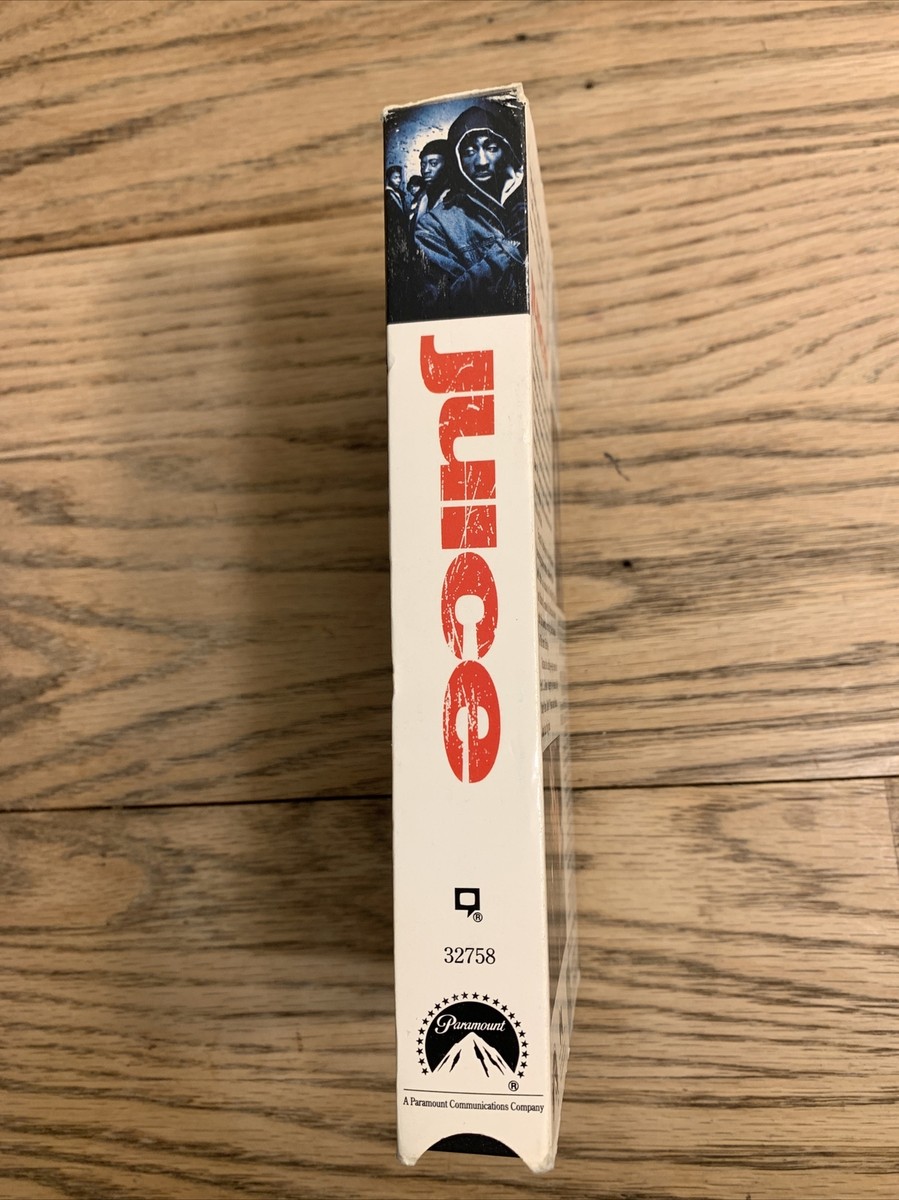 Juice
®
32758
Paramount
®
A Paramount Communications Company